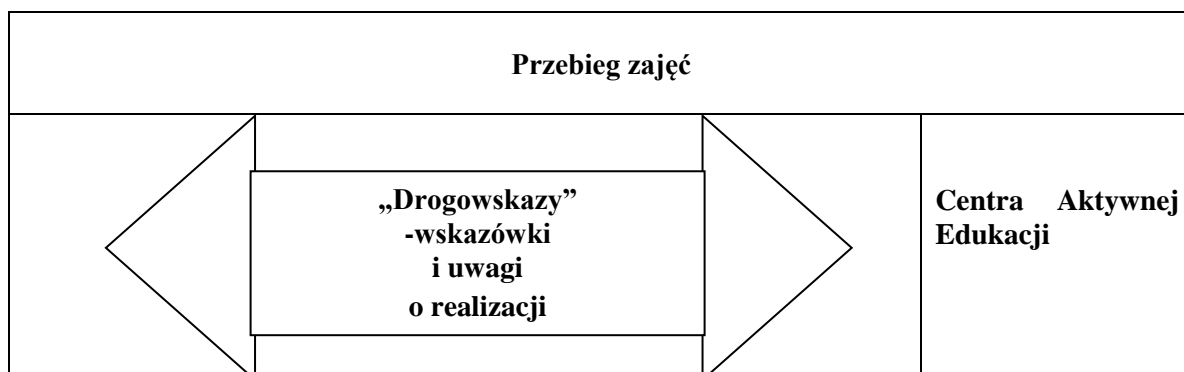 Przebieg zajęć
„Drogowskazy”
-wskazówki
i uwagi
o realizacji
Centra Aktywnej
Edukacji